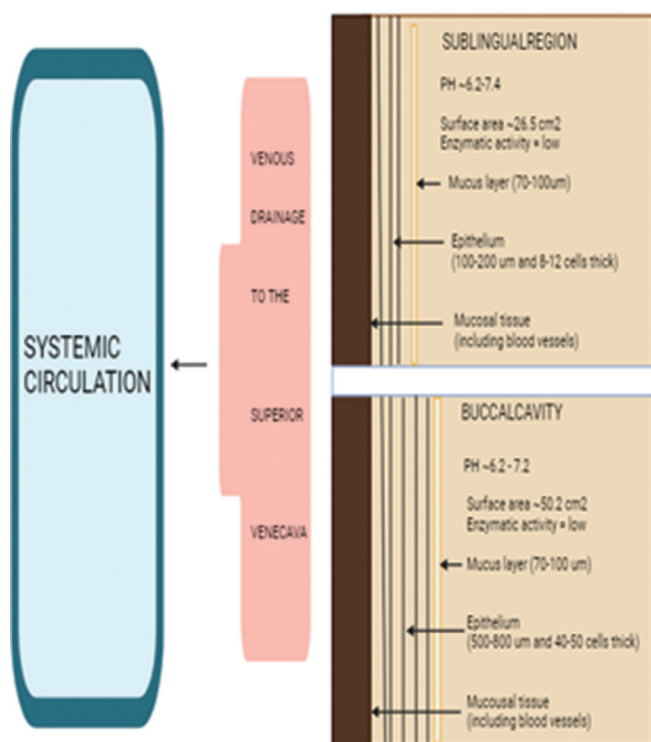 SYSTEMIC
CIRCULATION
VENOUS
DRAINAGE
TO THE
SUPERIOR
VENECAVA
SUBLINGUALREGION
PH ~6.2-7.4
Surface area ~26.5 cm2
Enzymatic activity = low
Mucus layer (70-100um)
Epithelium
(100-200 um and 8-12 cells thick)
Mucosal tissue
(including blood vessels)
BUCCALCAVITY
PH ~6.2 - 7.2
Surface area ~50.2 cm2
Enzymatic activity = low
Mucus layer (70-100 um)
Epithelium
(500-800 um and 40-50 cells thick)
Mucousal tissue
(including blood vessels)